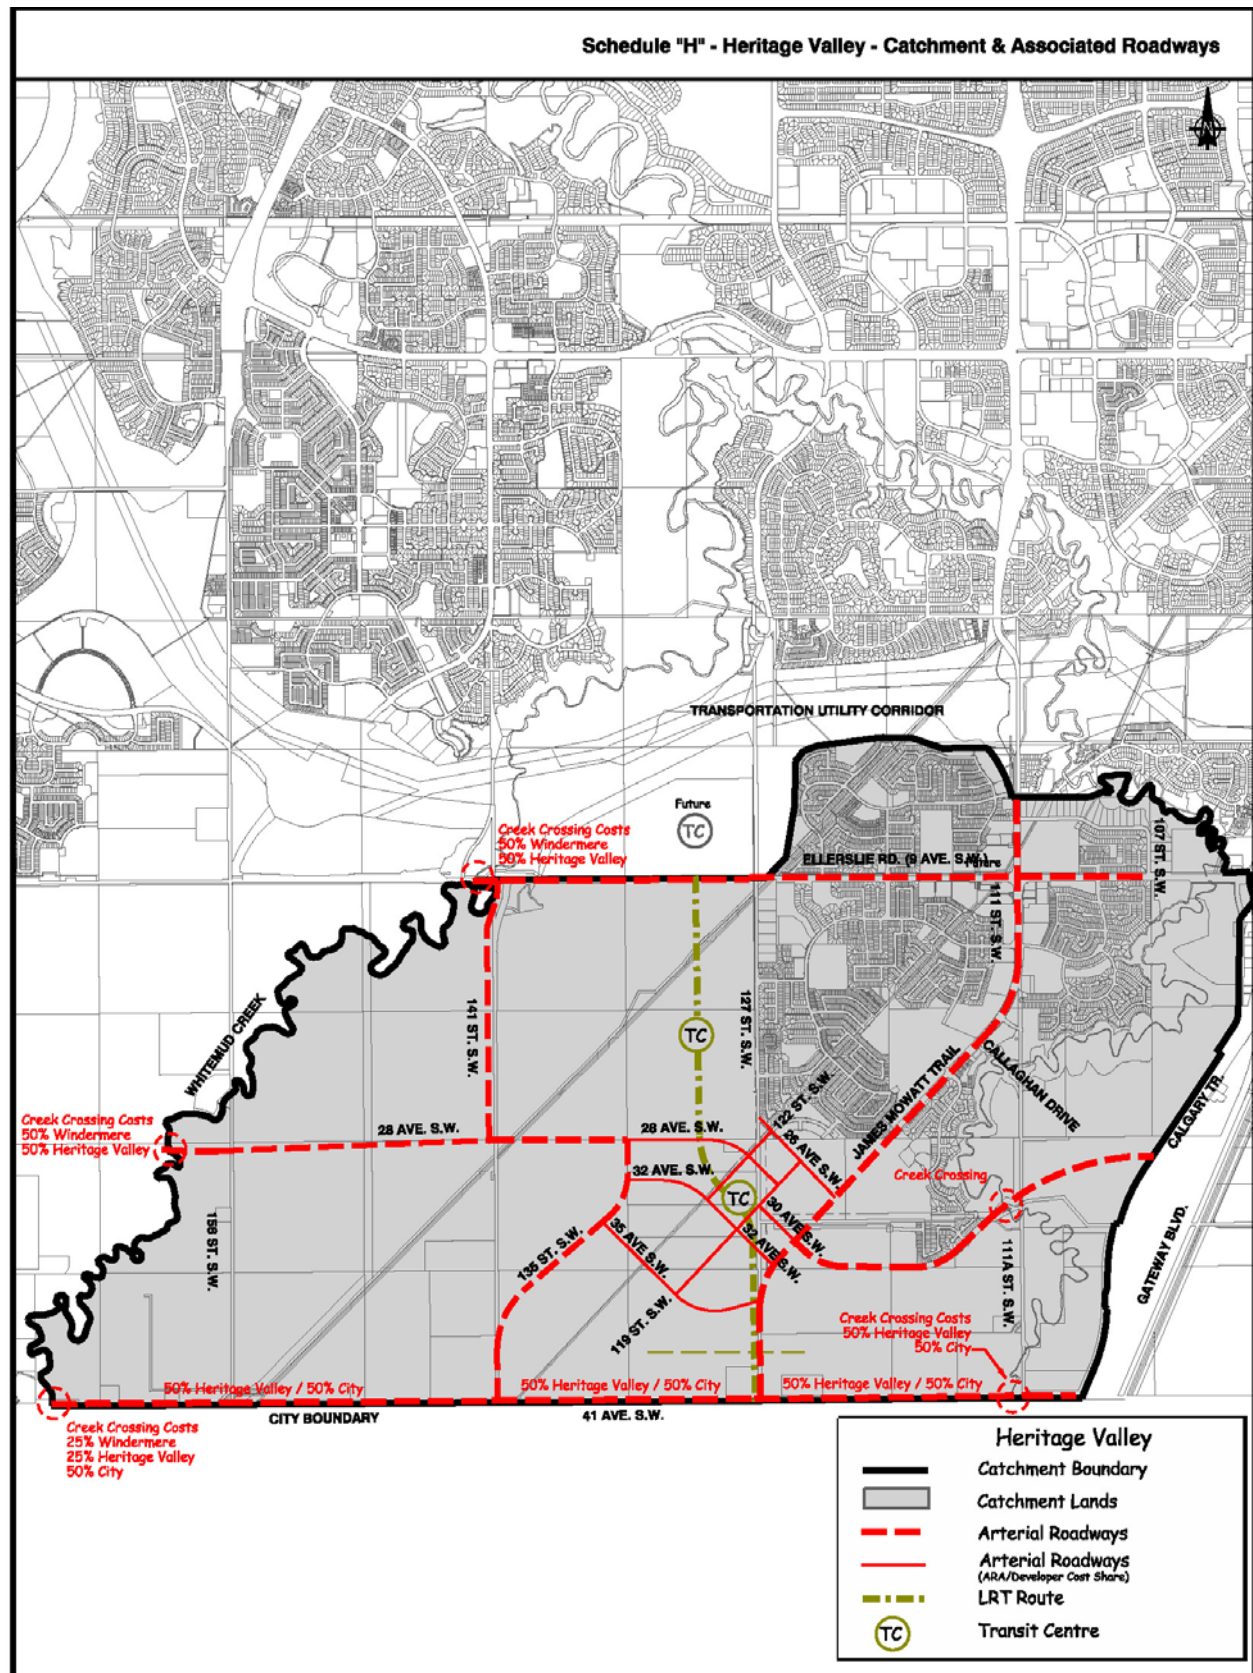 Schedule "H" - Heritage Valley - Catchment & Associated Roadways
TRANSPORTATION UTILITY CORRIDOR
Future
TC
Creek Crossing Costs
50% Windermere
50% Heritage Valley
ELLERSLIE RD. (9 AVE. S.W.)
Future
107 ST. S.W.
111 ST. S.W.
WHITEMUD CREEK
141 ST. S.W.
127 ST. S.W.
TC
JAMES MOWATT TRAIL
CALLAGHAN DRIVE
CALGARY TR.
Creek Crossing Costs
50% Windermere
50% Heritage Valley
28 AVE. S.W.
28 AVE. S.W.
122 ST. S.W.
26 AVE S.W.
32 AVE. S.W.
Creek Crossing
TC
30 AVE S.W.
32 AVE S.W.
156 ST. S.W.
135 ST. S.W.
35 AVE S.W.
119 ST. S.W.
111A ST. S.W.
GATEWAY BLVD.
Creek Crossing Costs
50% Heritage Valley
50% City
50% Heritage Valley / 50% City
50% Heritage Valley / 50% City
50% Heritage Valley / 50% City
CITY BOUNDARY
41 AVE. S.W.
Creek Crossing Costs
25% Windermere
25% Heritage Valley
50% City
Heritage Valley
Catchment Boundary
Catchment Lands
Arterial Roadways
Arterial Roadways
(ARA/Developer Cost Share)
LRT Route
TC
Transit Centre